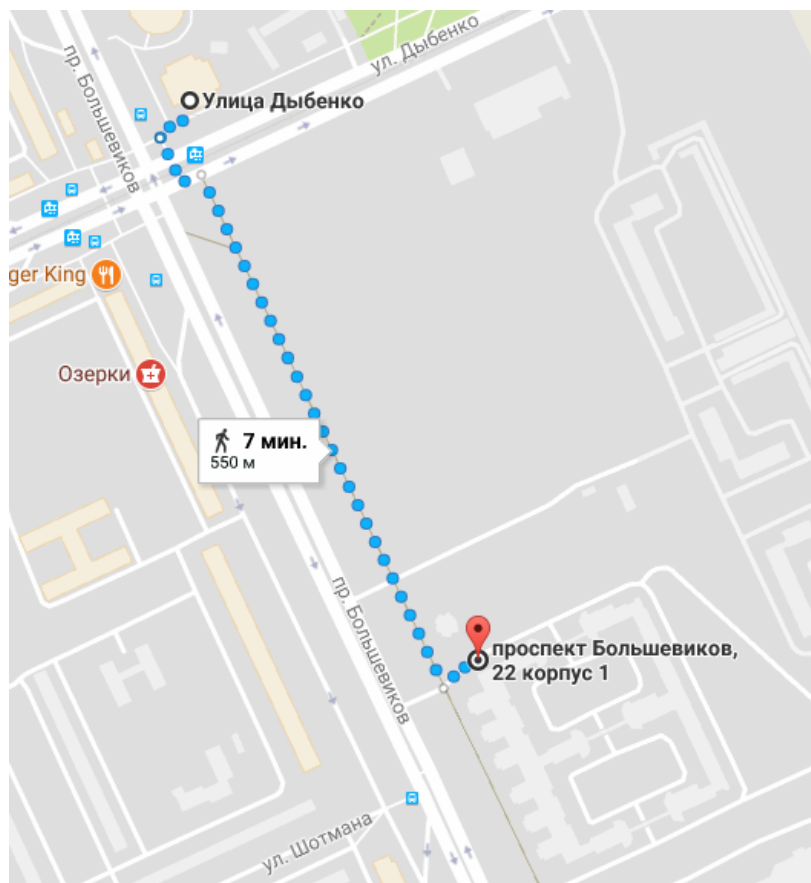 пр. Большевиков
ул. Дыбенко
Улица Дыбенко
ger King
Озерки
7 мин.
550 м
пр. Большевиков
проспект Большевиков,
22 корпус 1
ул. Шотмана